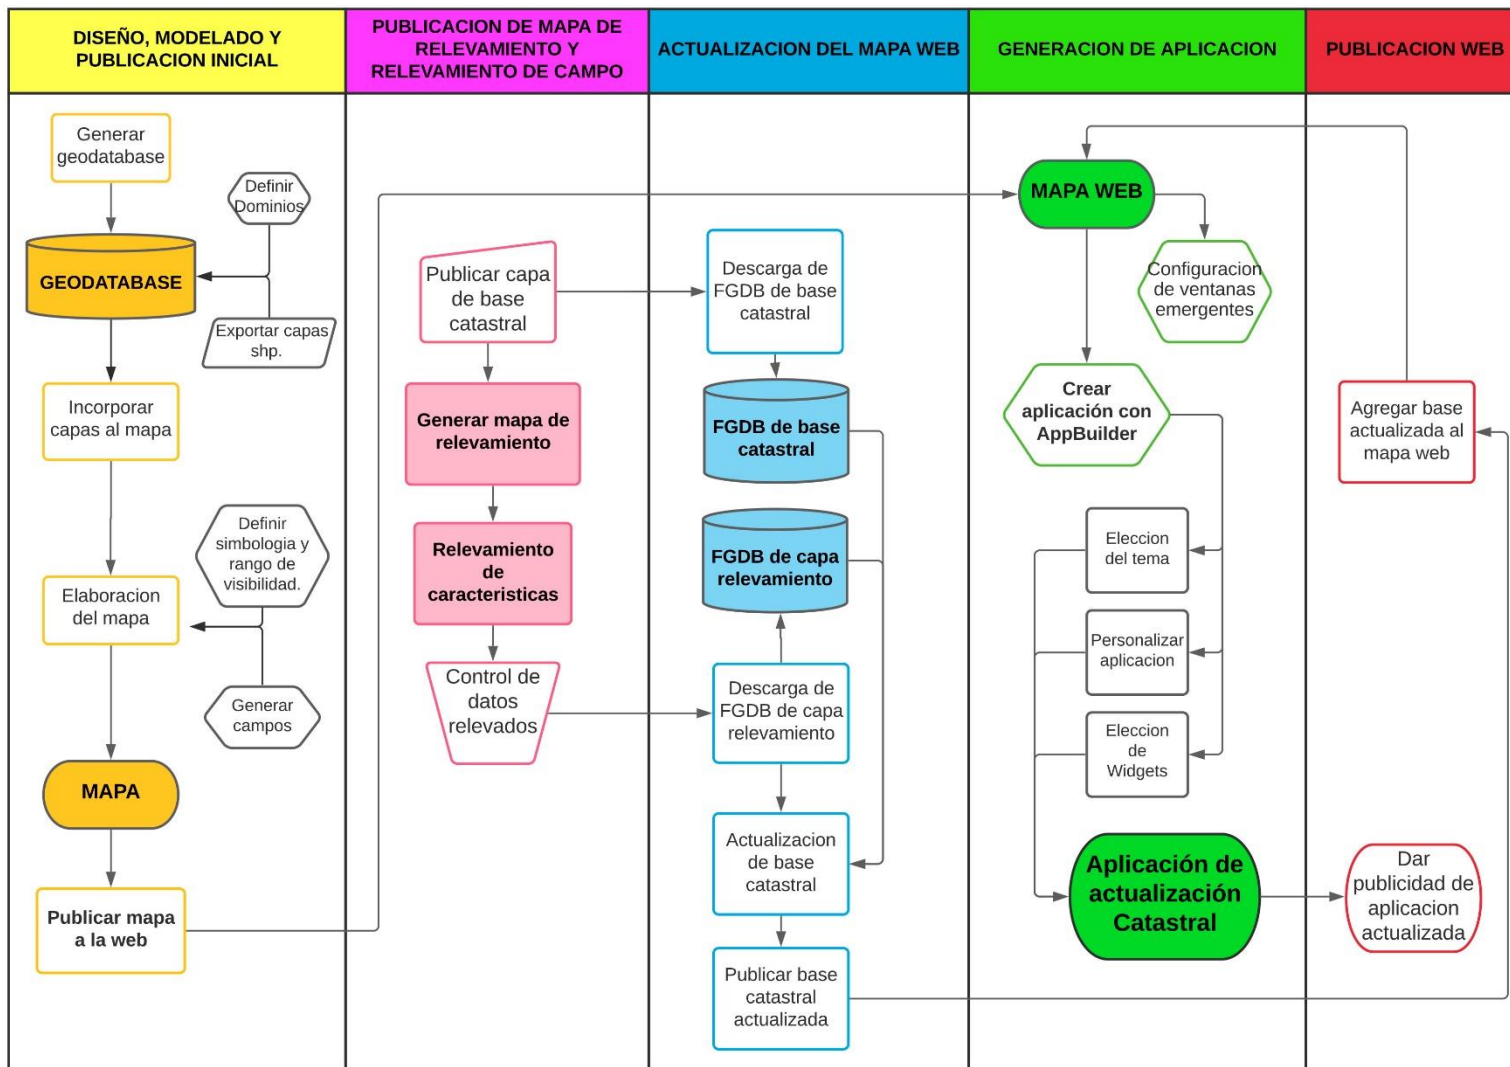 DISEÑO, MODELADO Y
PUBLICACION INICIAL
PUBLICACION DE MAPA DE
RELEVAMIENTO Y
RELEVAMIENTO DE CAMPO
ACTUALIZACION DEL MAPA WEB
GENERACION DE APLICACION
PUBLICACION WEB
Generar
geodatabase
Definir
Dominios
GEODATABASE
Exportar capas
shp.
Incorporar
capas al mapa
Definir
simbologia y
rango de
visibilidad.
Elaboracion
del mapa
Generar
campos
MAPA
Publicar mapa
a la web
Publicar capa
de base
catastral
Generar mapa de
relevamiento
Relevamiento
de
caracteristicas
Control de
datos
relevados
Descarga de
FGDB de base
catastral
FGDB de base
catastral
FGDB de capa
relevamiento
Descarga de
FGDB de capa
relevamiento
Actualizacion
de base
catastral
Publicar base
catastral
actualizada
MAPA WEB
Configuracion
de ventanas
emergentes
Crear
aplicación con
AppBuilder
Eleccion
del tema
Personalizar
aplicacion
Eleccion
de
Widgets
Aplicación de
actualización
Catastral
Agregar base
actualizada al
mapa web
Dar
publicidad de
aplicacion
actualizada